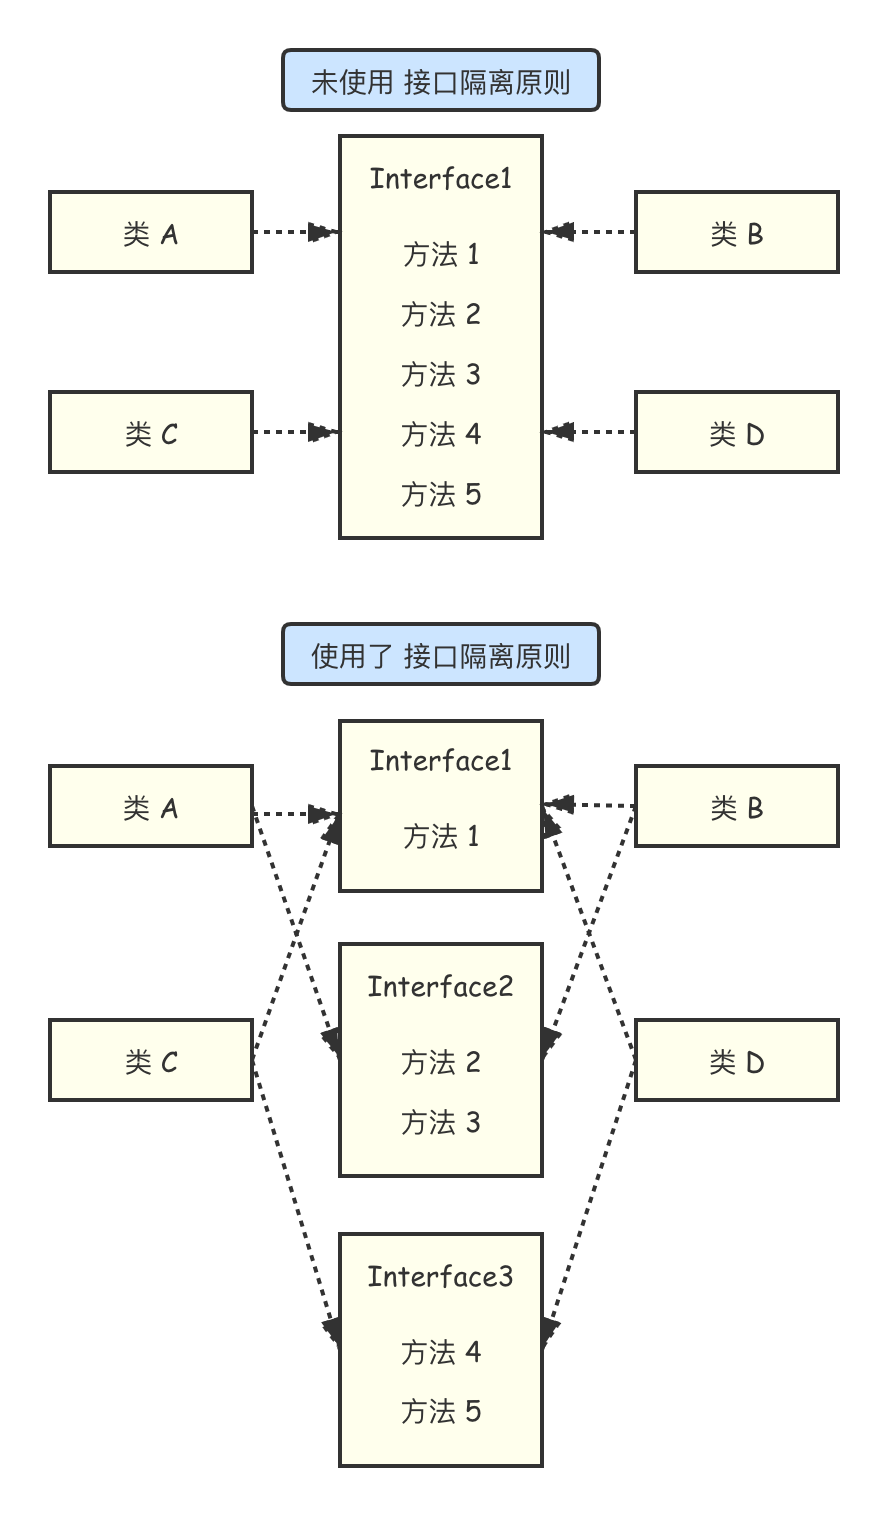 未使用 接口隔离原则
Interface1
类 A
类 B
方法 1
方法 2
方法 3
类 C
方法 4
类 D
方法 5
使用了 接口隔离原则
Interface1
类 A
类 B
方法 1
Interface2
类 C
方法 2
类 D
方法 3
Interface3
方法 4
方法 5